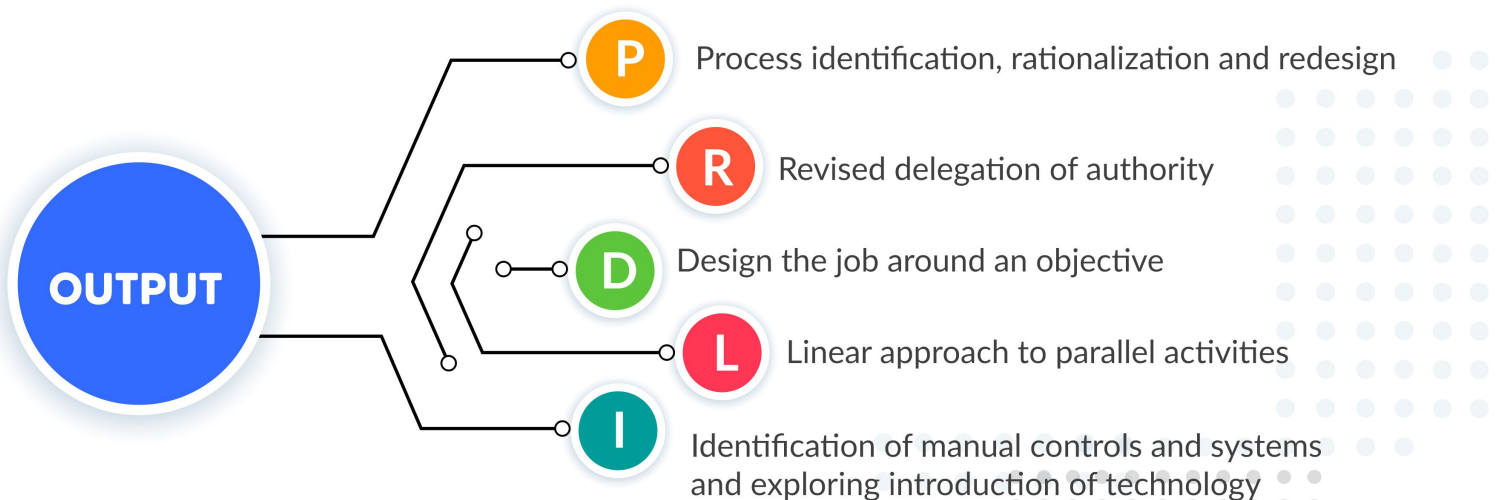 OUTPUT
P
Process identification, rationalization and redesign
R
Revised delegation of authority
D
Design the job around an objective
L
Linear approach to parallel activities
I
Identification of manual controls and systems
and exploring introduction of technology